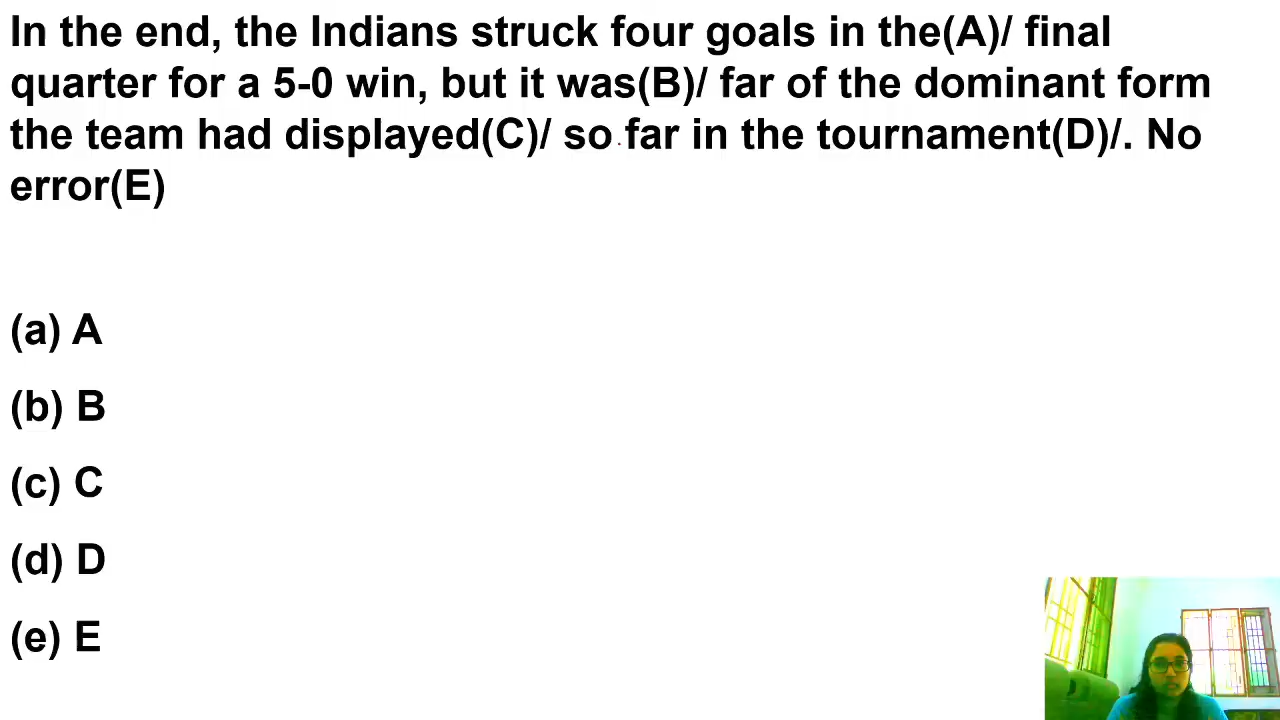 In the end, the Indians struck four goals in the(A)/ final
quarter for a 5-0 win, but it was(B)/ far of the dominant form
the team had displayed(C)/ so far in the tournament(D)/. No
error(E)
(a) A
(b) B
(c) C
(d) D
(e) E